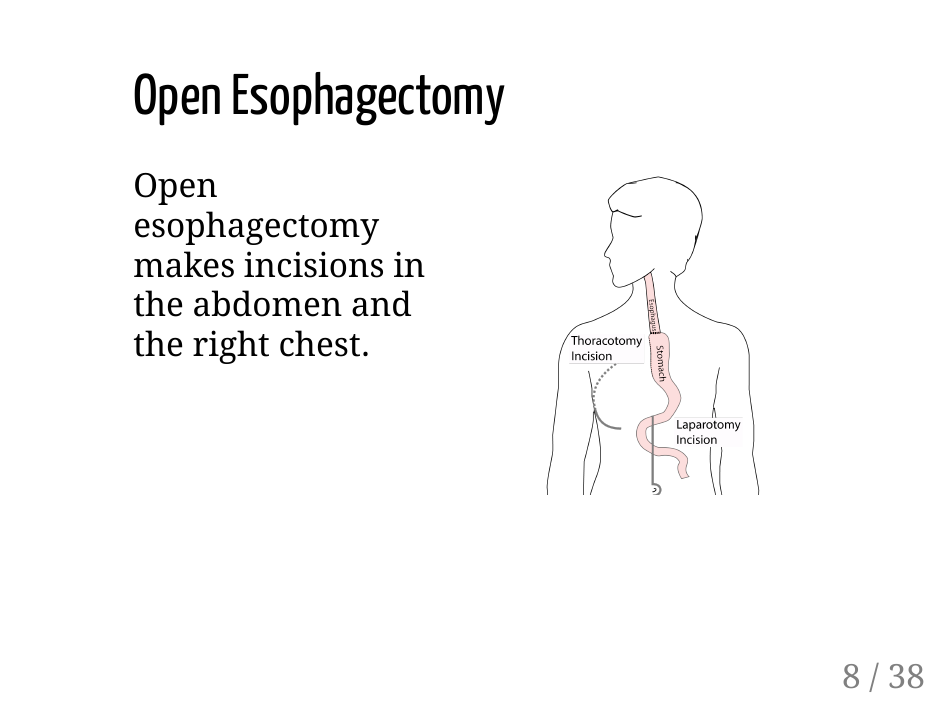 Open Esophagectomy
Open
esophagectomy
makes incisions in
the abdomen and
the right chest.
Esophagus
Thoracotomy
Incision
Stomach
Laparotomy
Incision
8 / 38